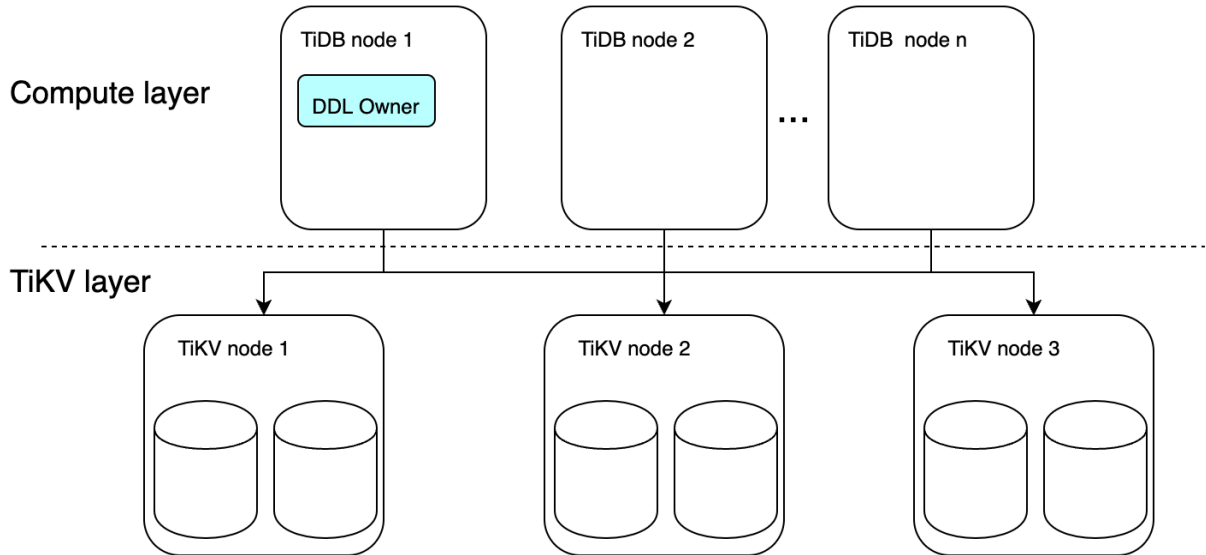 TiDB node 1
TiDB node 2
TiDB node n
Compute layer
DDL Owner
...
TiKV layer
TiKV node 1
TiKV node 2
TiKV node 3